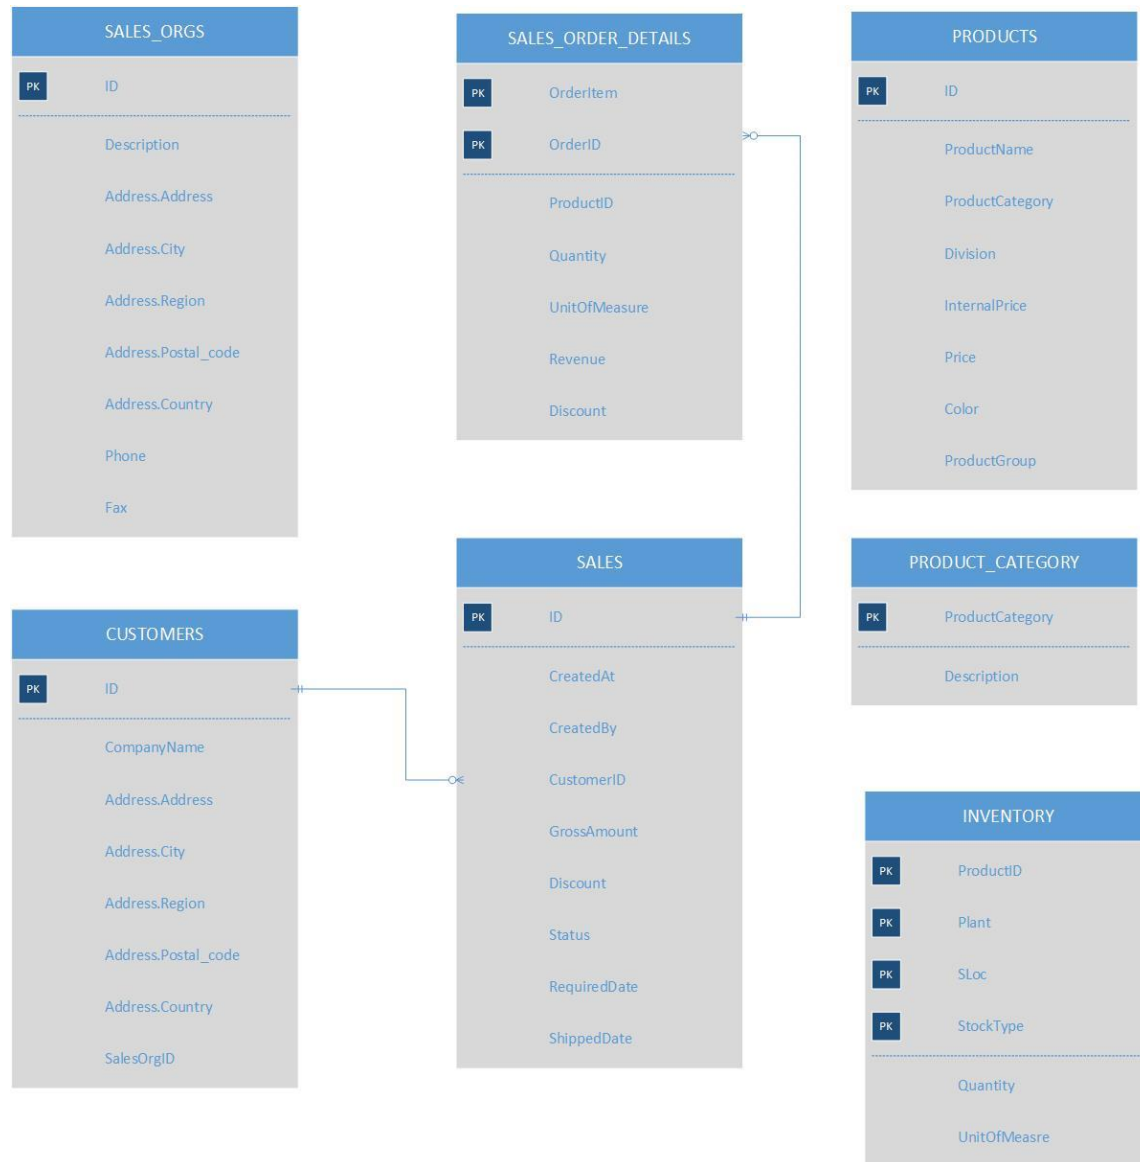 SALES_ORGS
PK ID
Description
Address.Address
Address.City
Address.Region
Address.Postal_code
Address.Country
Phone
Fax
SALES_ORDER_DETAILS
PK OrderItem
PK OrderID
ProductID
Quantity
UnitOfMeasure
Revenue
Discount
PRODUCTS
PK ID
ProductName
ProductCategory
Division
InternalPrice
Price
Color
ProductGroup
CUSTOMERS
PK ID
CompanyName
Address.Address
Address.City
Address.Region
Address.Postal_code
Address.Country
SalesOrgID
SALES
PK ID
CreatedAt
CreatedBy
CustomerID
GrossAmount
Discount
Status
RequiredDate
ShippedDate
PRODUCT_CATEGORY
PK ProductCategory
Description
INVENTORY
PK ProductID
PK Plant
PK SLoc
PK StockType
Quantity
UnitOfMeasre